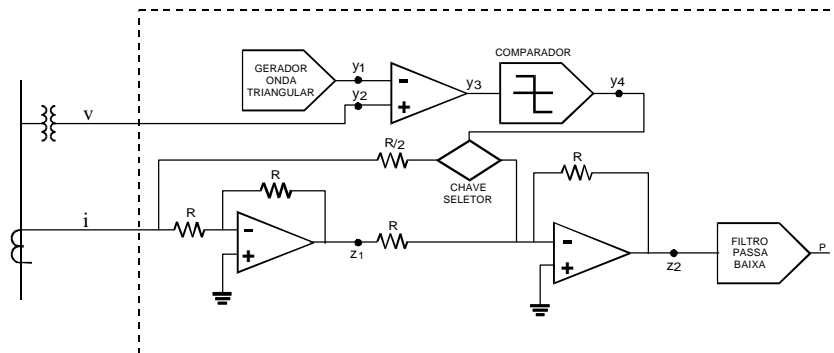 COMPARADOR
GERADOR
ONDA
TRIANGULAR
y1
y2
-
+
y3
y4
v
R/2
CHAVE
SELETOR
R
R
R
i
-
+
z1
R
-
+
z2
FILTRO
PASSA
BAIXA
P